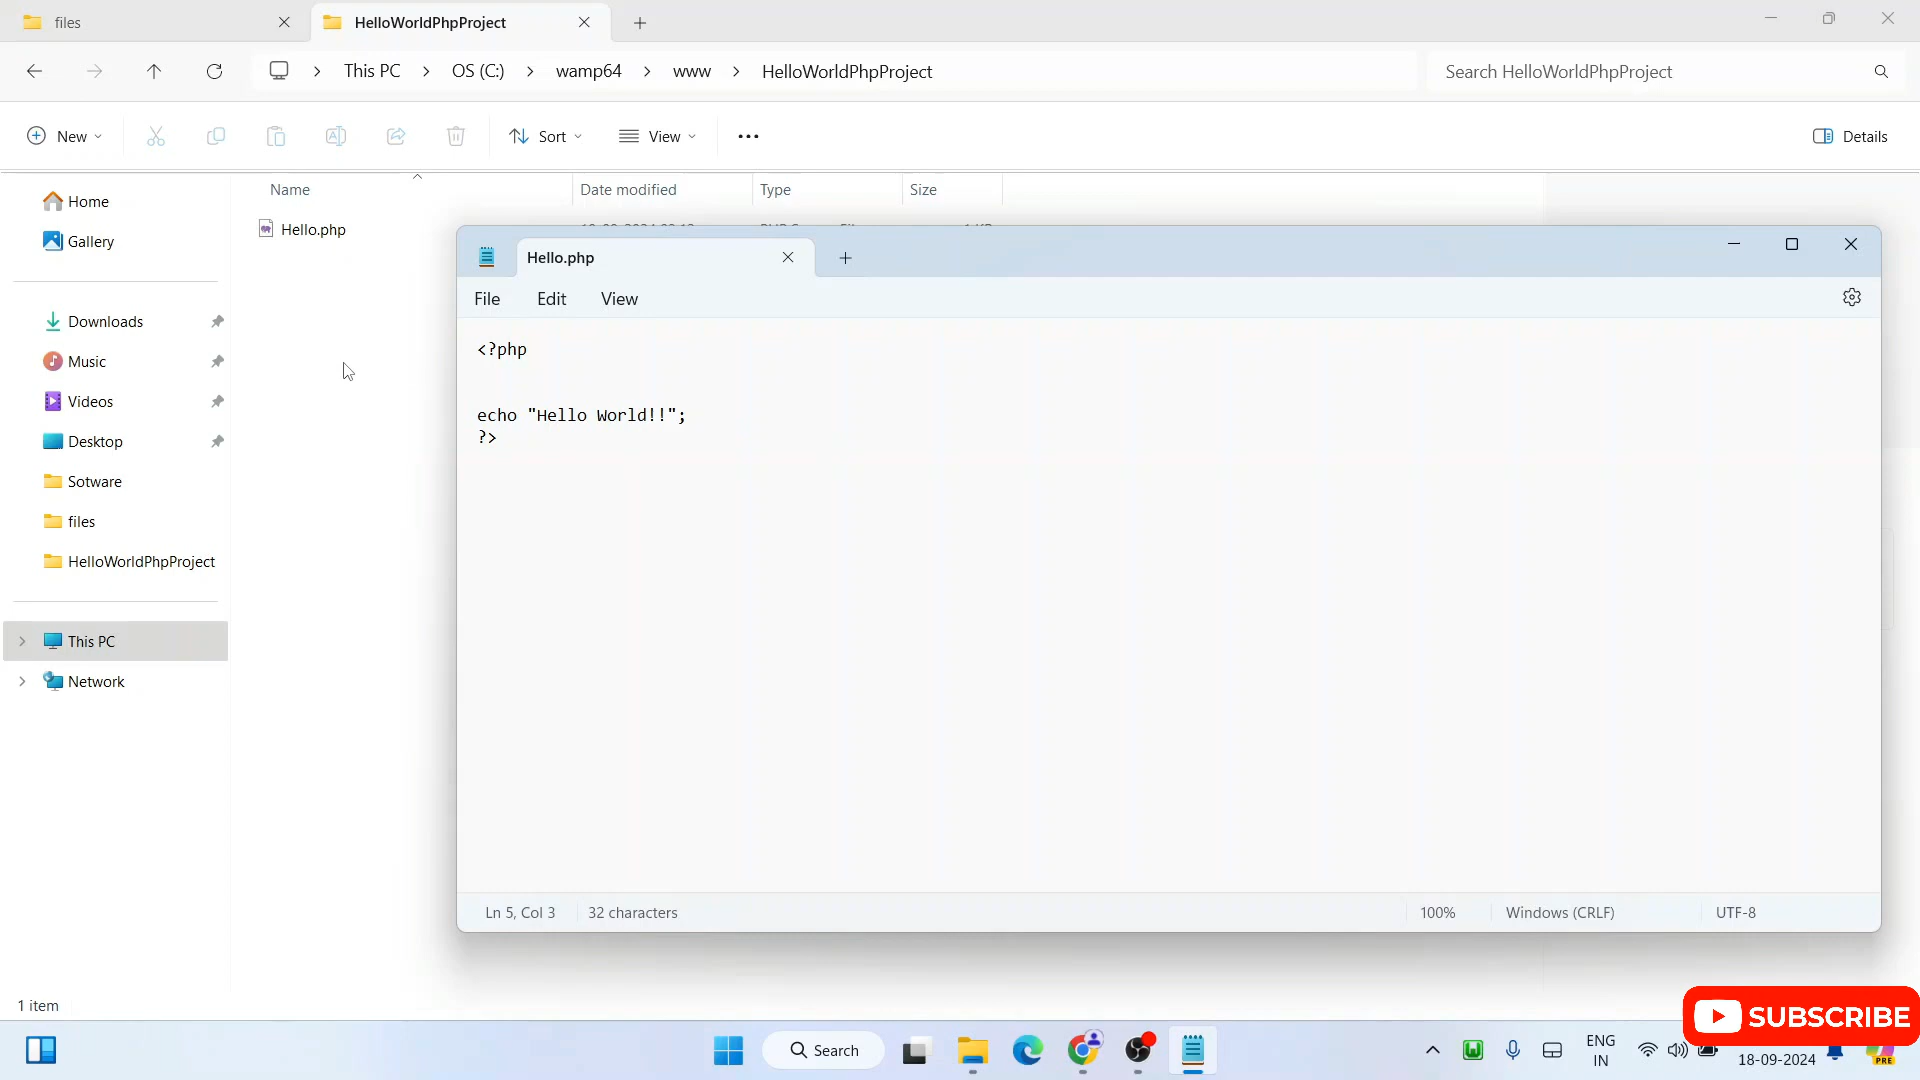 files
HelloWorldPhpProject
This PC
OS (C:)
wamp64
www
HelloWorldPhpProject
Search HelloWorldPhpProject
New
Sort
View
Details
Name
Date modified
Type
Size
Home
Gallery
Hello.php
Downloads
Music
Videos
Desktop
Sotware
files
HelloWorldPhpProject
This PC
Network
Hello.php
File
Edit
View
<?php
echo "Hello World!!";
?>
Ln 5, Col 3
32 characters
100%
Windows (CRLF)
UTF-8
1 item
SUBSCRIBE
Search
ENG
IN
18-09-2024
PRE